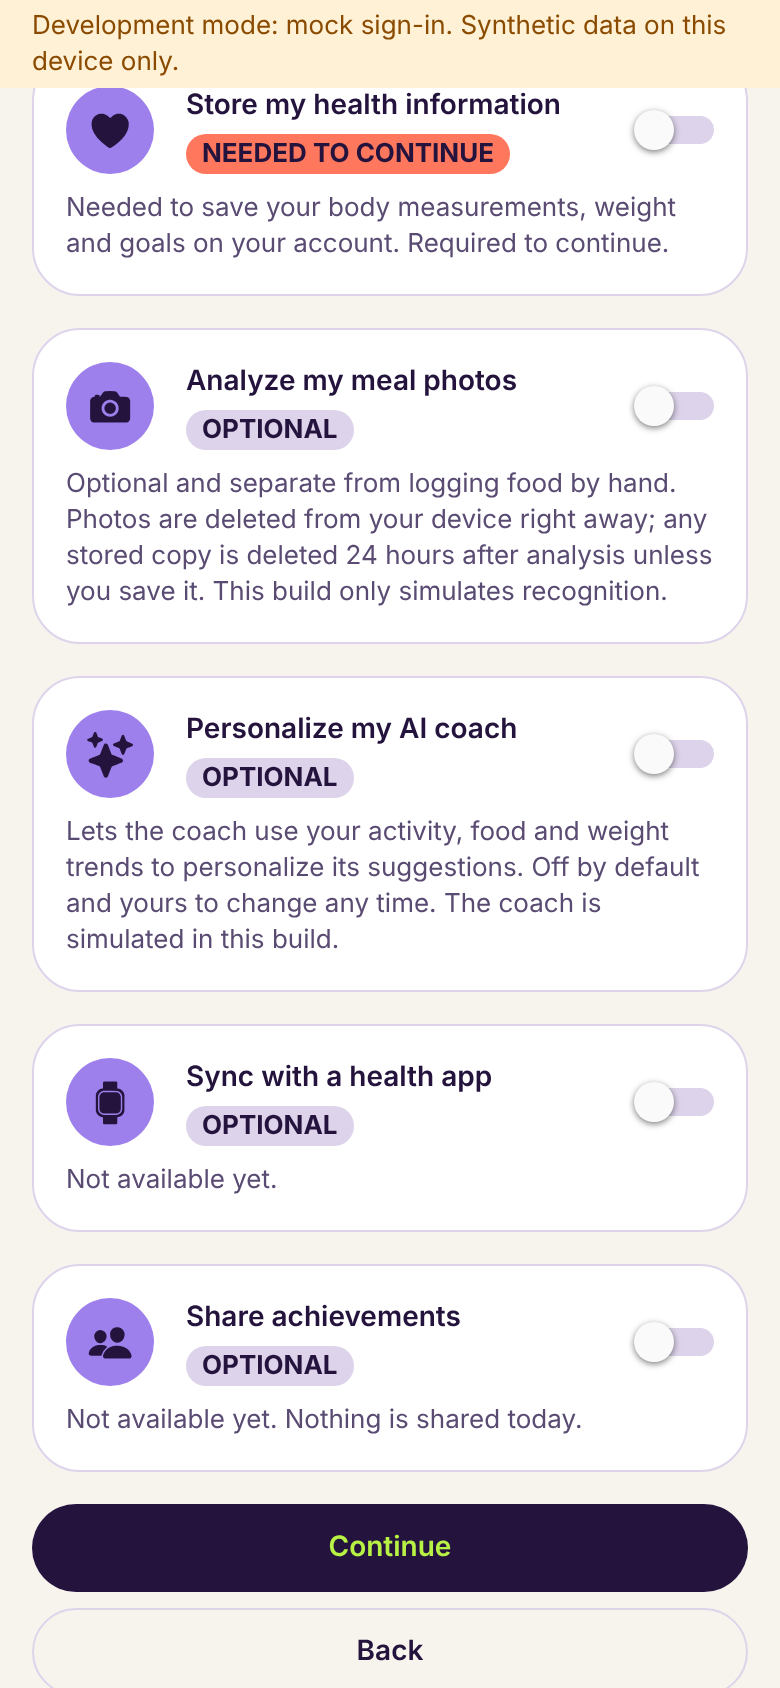 Development mode: mock sign-in. Synthetic data on this
device only.
Store my health information
NEEDED TO CONTINUE
Needed to save your body measurements, weight
and goals on your account. Required to continue.
Analyze my meal photos
OPTIONAL
Optional and separate from logging food by hand.
Photos are deleted from your device right away; any
stored copy is deleted 24 hours after analysis unless
you save it. This build only simulates recognition.
Personalize my AI coach
OPTIONAL
Lets the coach use your activity, food and weight
trends to personalize its suggestions. Off by default
and yours to change any time. The coach is
simulated in this build.
Sync with a health app
OPTIONAL
Not available yet.
Share achievements
OPTIONAL
Not available yet. Nothing is shared today.
Continue
Back